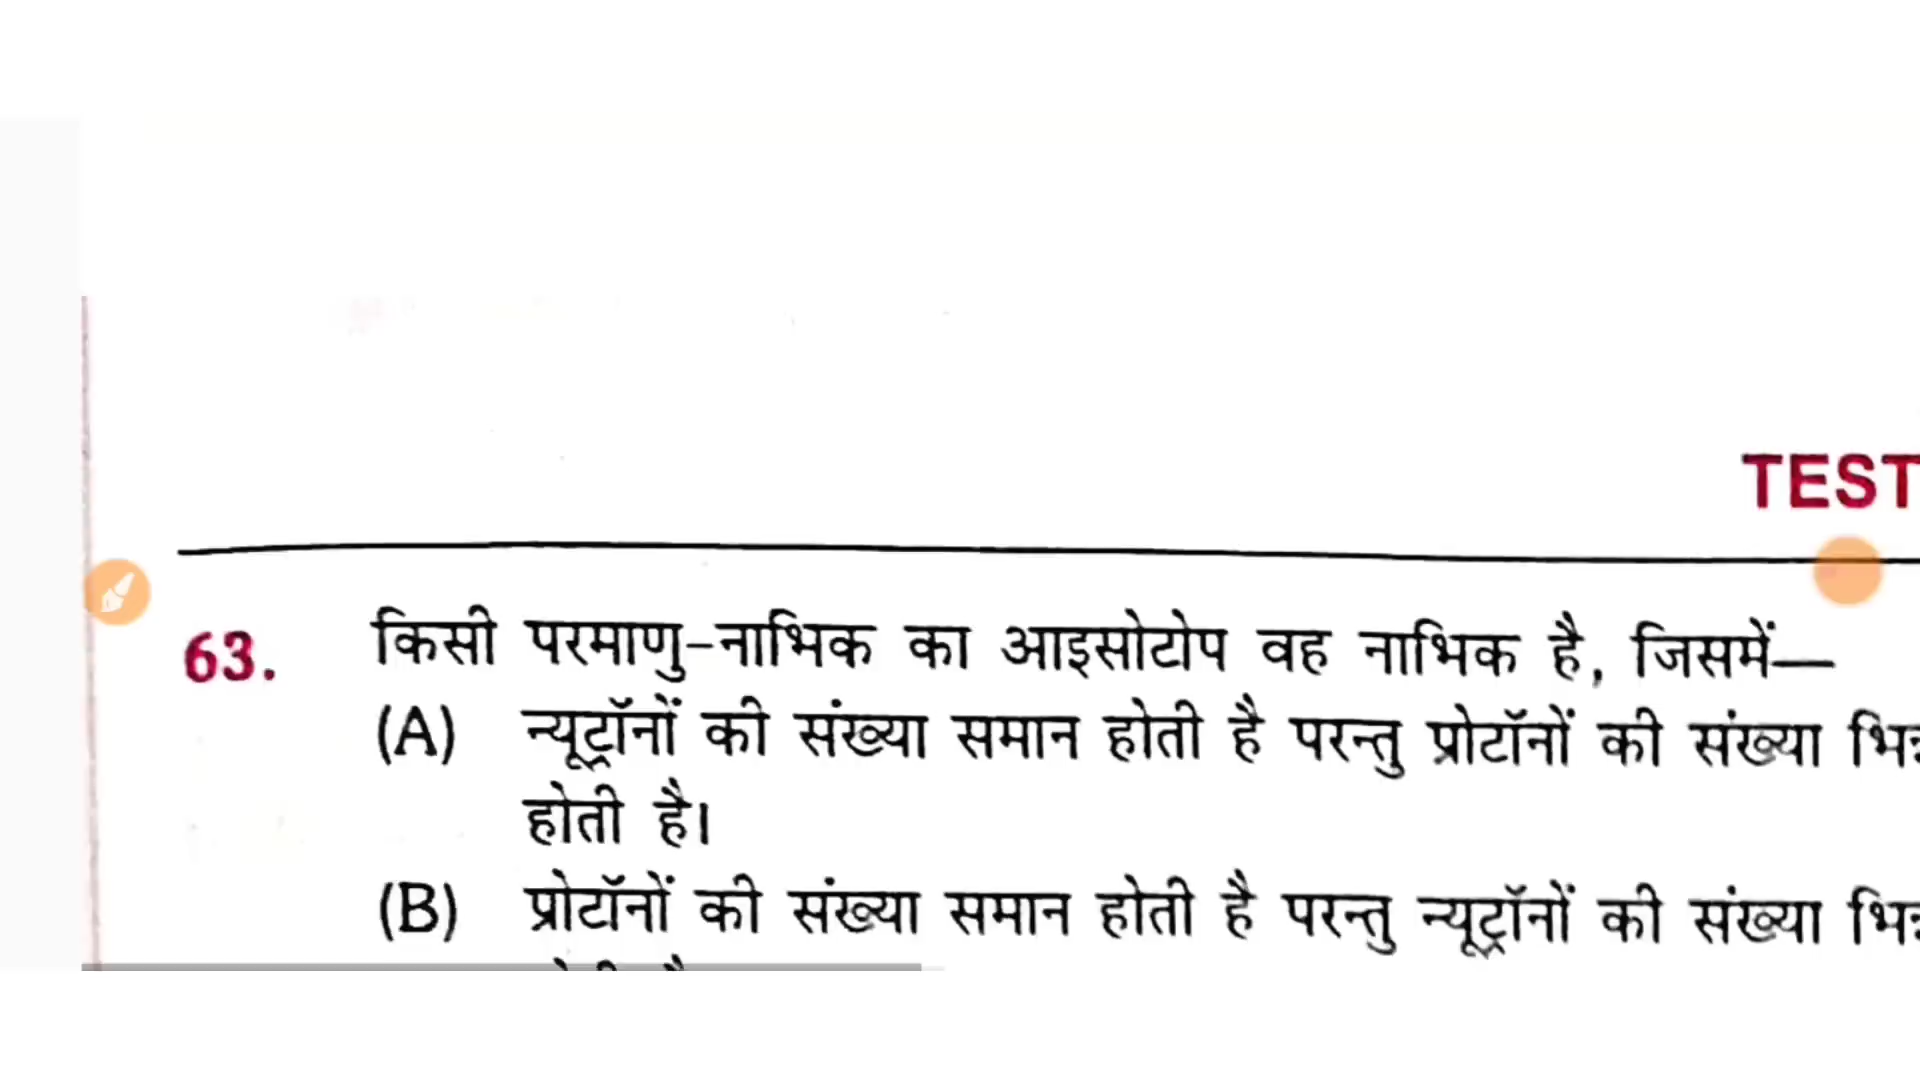 TEST
63. किसी परमाणु-नाभिक का आइसोटोप वह नाभिक है, जिसमें—
(A) न्यूट्रॉनों की संख्या समान होती है परन्तु प्रोटॉनों की संख्या
होती है।
(B) प्रोटॉनों की संख्या समान होती है परन्तु न्यूट्रॉनों की संख्या